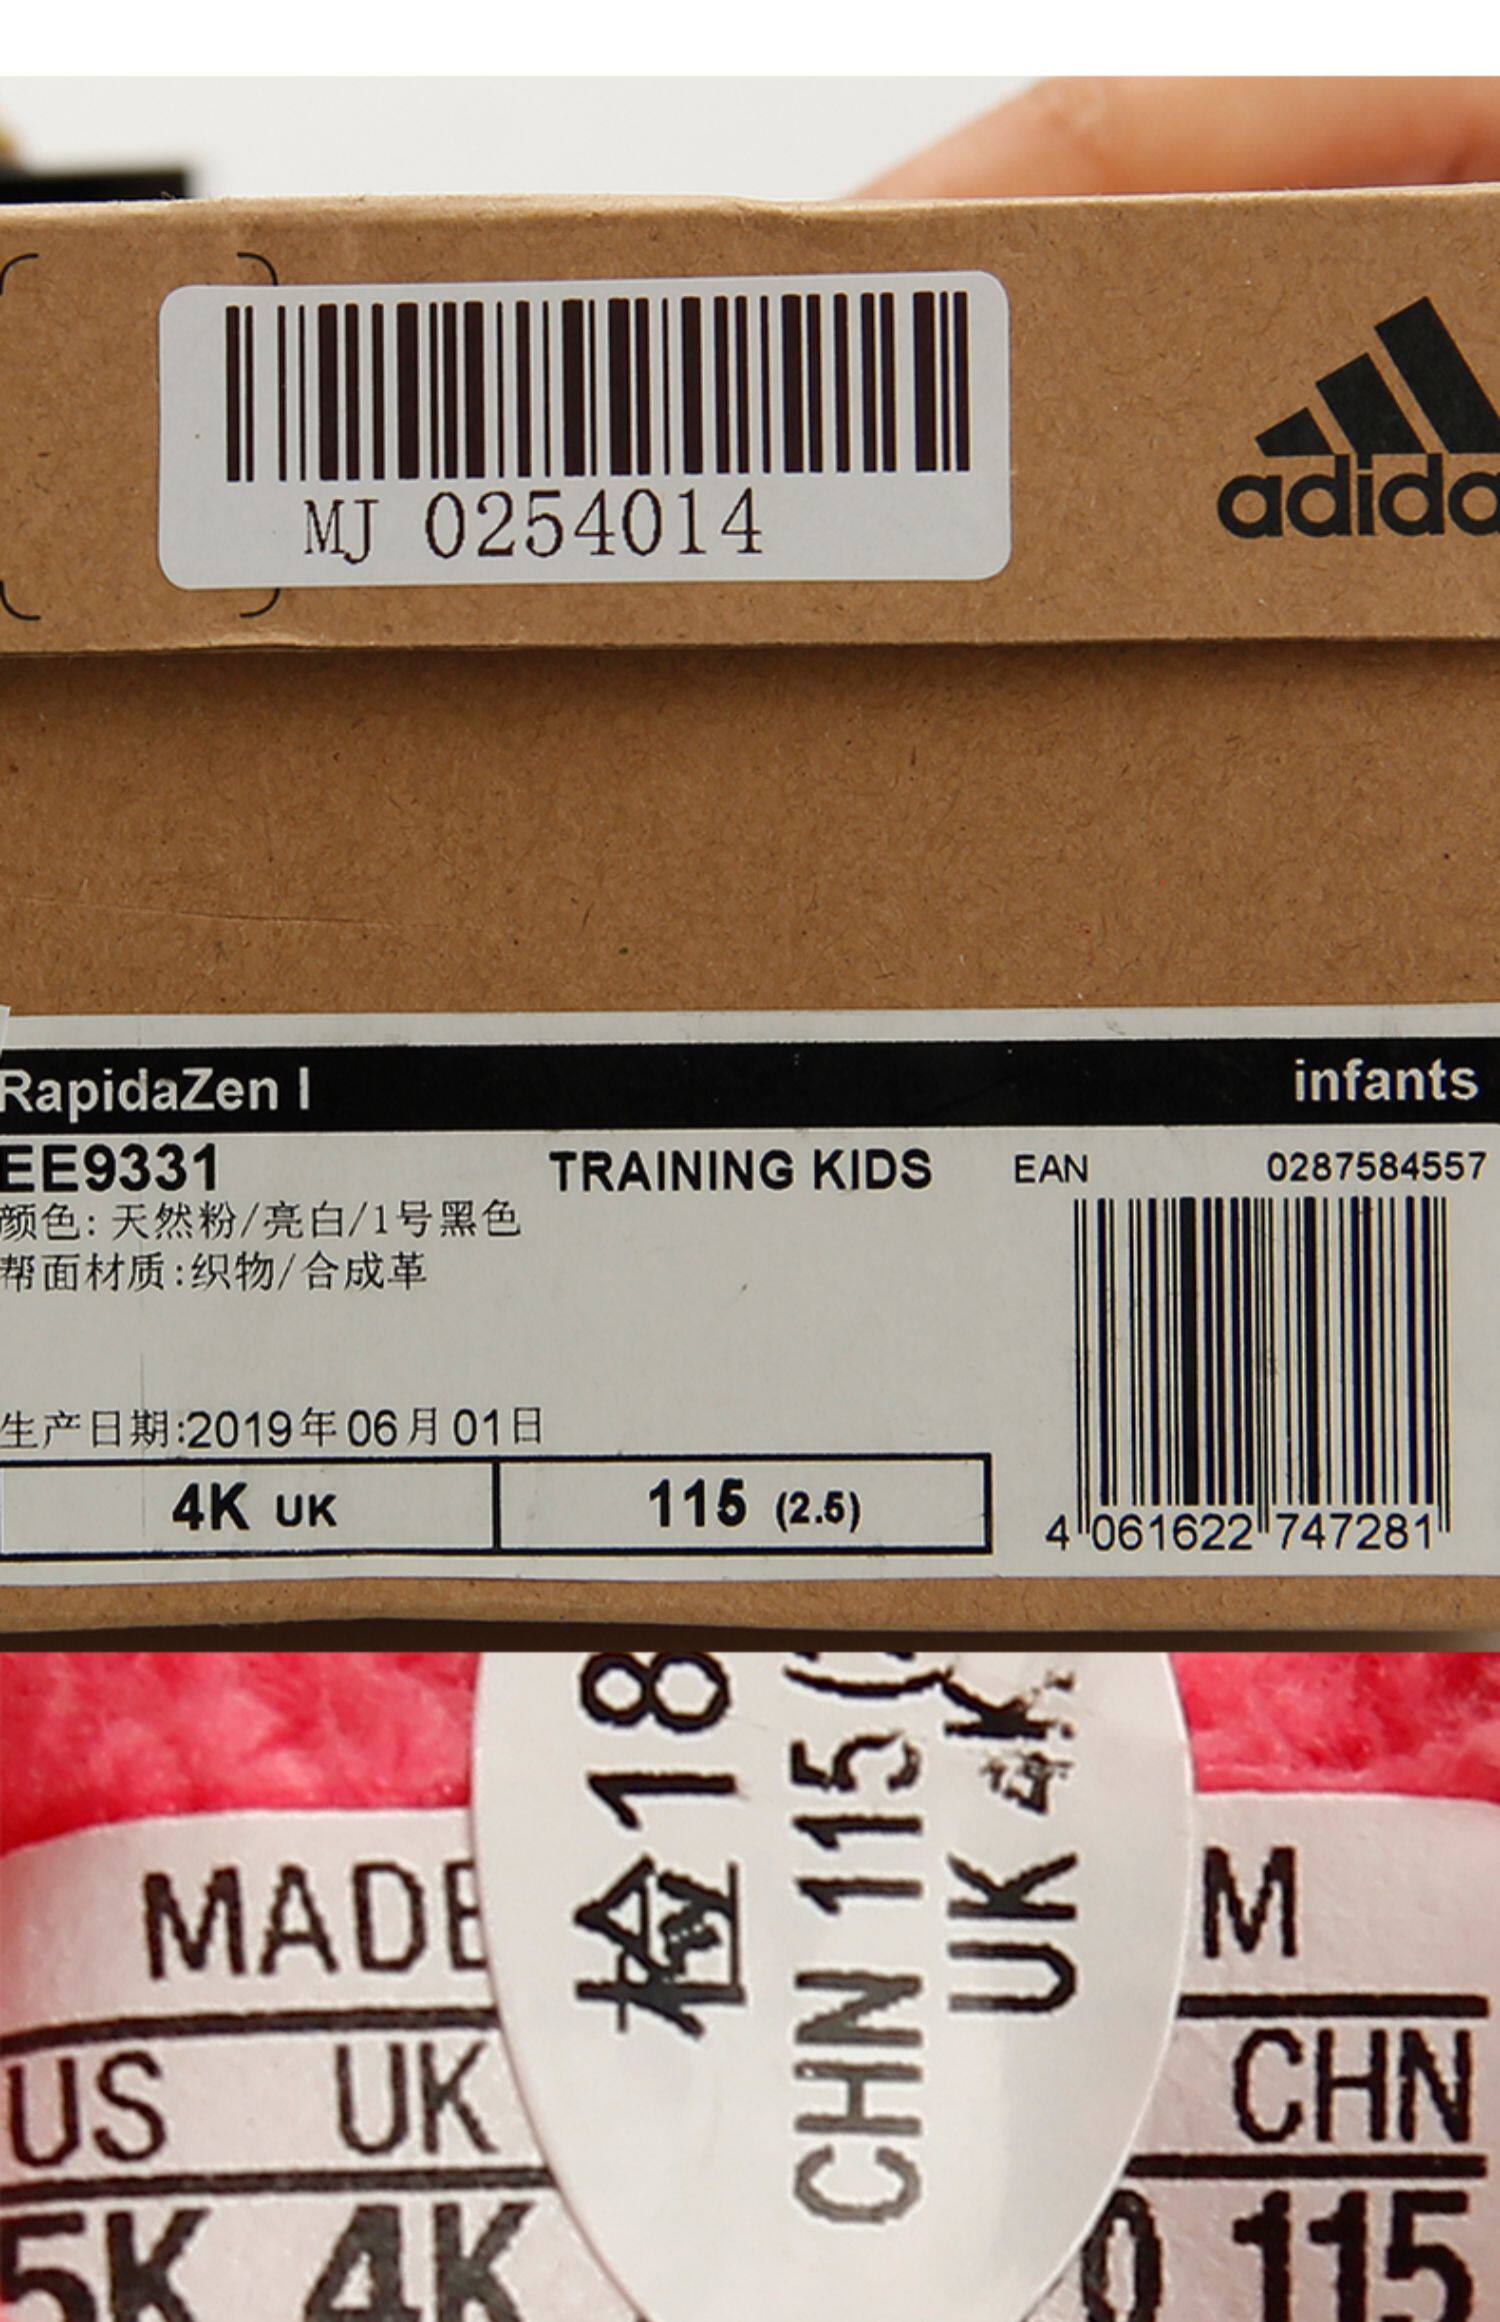 MJ 0254014
adida
RapidaZen I infants
EE9331 TRAINING KIDS EAN 0287584557
颜色: 天然粉/亮白/1号黑色
帮面材质:织物/合成革
生产日期:2019年06月01日
4K UK 115 (2.5)
4 061622 747281
检18
CHN 115(
UK 4K
MADE M
US UK CHN
5K 4K 0 115